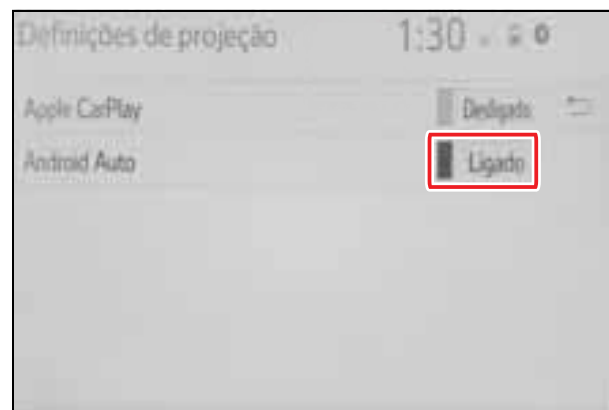 Definições de projeção 1:30
Apple CarPlay Desligado
Android Auto Ligado